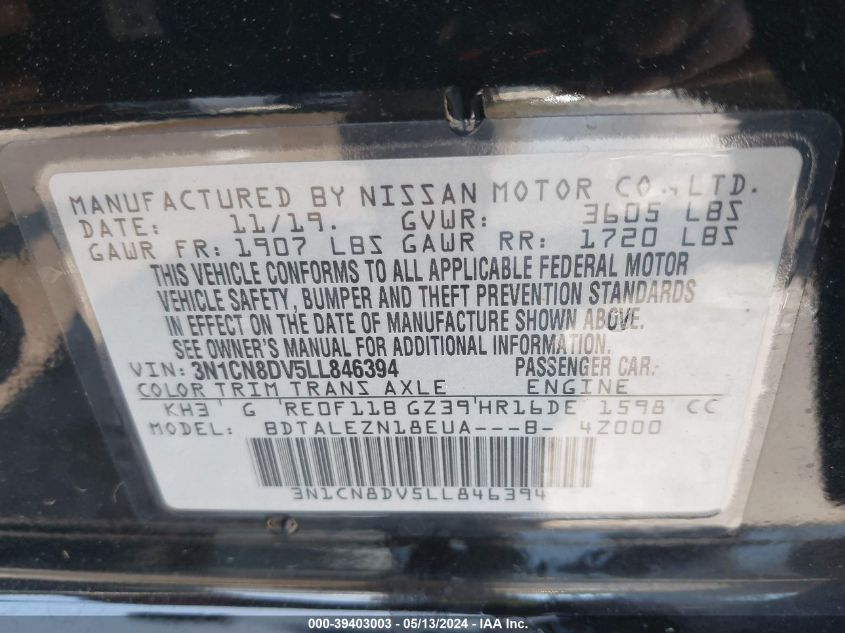 MANUFACTURED BY NISSAN MOTOR CO.,LTD.
DATE: 11/19. GVWR: 3605 LBS
GAWR FR: 1907 LBS GAWR RR: 1720 LBS
THIS VEHICLE CONFORMS TO ALL APPLICABLE FEDERAL MOTOR
VEHICLE SAFETY, BUMPER AND THEFT PREVENTION STANDARDS
IN EFFECT ON THE DATE OF MANUFACTURE SHOWN ABOVE.
SEE OWNER'S MANUAL FOR ADDITIONAL INFORMATION.
VIN: 3N1CN8DV5LL846394 PASSENGER CAR
COLOR TRIM TRANS AXLE ENGINE
KH3 G RE0F11B GZ39 HR16DE 1598 CC
MODEL: BDTALEZN18EUA---B- 4Z000
3N1CN8DV5LL846394
000-39403003 - 05/13/2024 - IAA Inc.